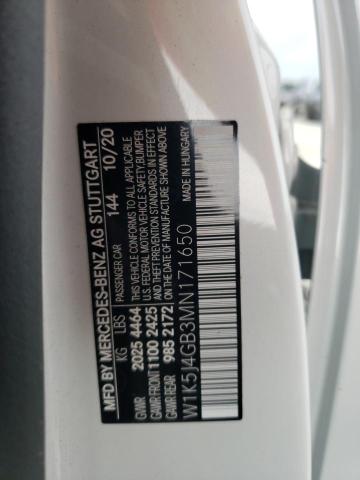 MFD BY MERCEDES-BENZ AG STUTTGART
PASSENGER CAR 144 10/20
KG LBS THIS VEHICLE CONFORMS TO ALL APPLICABLE
GVWR 2025 4464 U.S. FEDERAL MOTOR VEHICLE SAFETY, BUMPER
GAWR FRONT 1100 2425 AND THEFT PREVENTION STANDARDS IN EFFECT
GAWR REAR 985 2172 ON THE DATE OF MANUFACTURE SHOWN ABOVE.
W1K5J4GB3MN171650
MADE IN HUNGARY